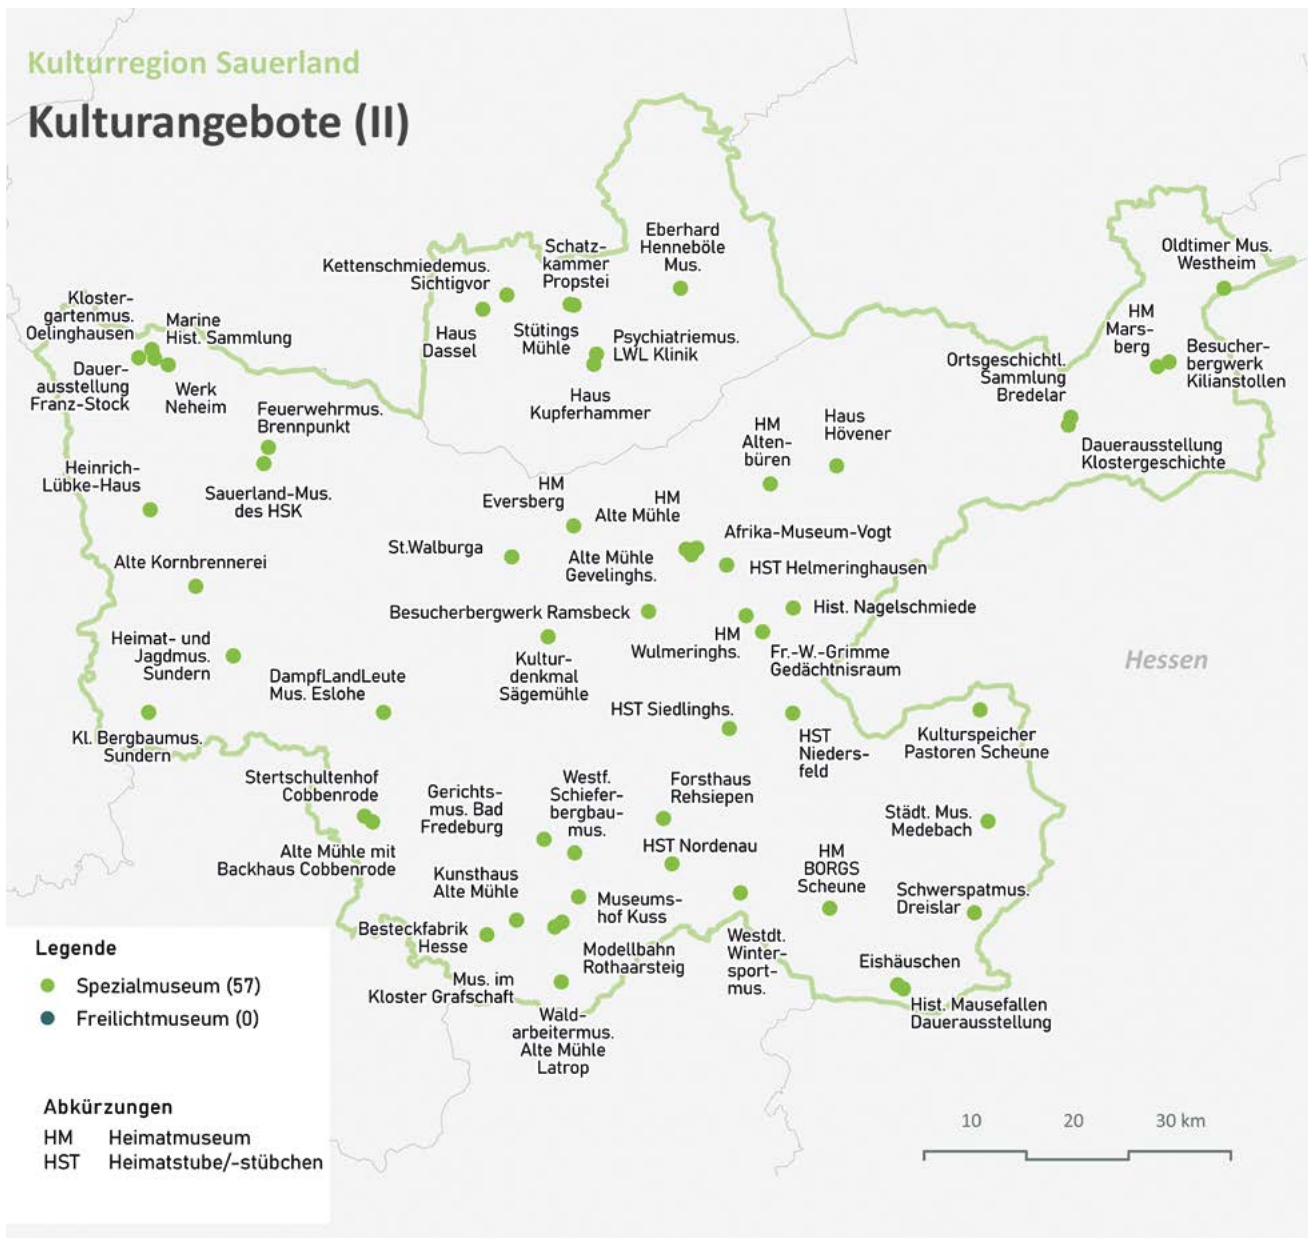 Kulturregion Sauerland
Kulturangebote (II)
Eberhard
Henneböle
Mus.
Schatz-
kammer
Propstei
Kettenschmiedemus.
Sichtigvor
Oldtimer Mus.
Westheim
Kloster-
gartenmus.
Oelinghausen
Marine
Hist. Sammlung
Haus
Dassel
Stütings
Mühle
Psychiatriemus.
LWL Klinik
HM
Mars-
berg
Besucher-
bergwerk
Kilianstollen
Ortsgeschichtl.
Sammlung
Bredelar
Dauer-
ausstellung
Franz-Stock
Werk
Neheim
Haus
Kupferhammer
Feuerwehrmus.
Brennpunkt
HM
Alten-
büren
Haus
Hövener
Dauerausstellung
Klostergeschichte
Heinrich-
Lübke-Haus
Sauerland-Mus.
des HSK
HM
Eversberg
HM
Alte Mühle
Afrika-Museum-Vogt
St.Walburga
Alte Mühle
Gevelinghs.
HST Helmeringhausen
Alte Kornbrennerei
Besucherbergwerk Ramsbeck
Hist. Nagelschmiede
HM
Wulmeringhs.
Fr.-W.-Grimme
Gedächtnisraum
Heimat- und
Jagdmus.
Sundern
Kultur-
denkmal
Sägemühle
Hessen
DampfLandLeute
Mus. Eslohe
HST Siedlinghs.
HST
Nieders-
feld
Kulturspeicher
Pastoren Scheune
Kl. Bergbaumus.
Sundern
Stertschultenhof
Cobbenrode
Gerichts-
mus. Bad
Fredeburg
Westf.
Schiefer-
bergbau-
mus.
Forsthaus
Rehsiepen
Städt. Mus.
Medebach
Alte Mühle mit
Backhaus Cobbenrode
HST Nordenau
HM
BORGS
Scheune
Kunsthaus
Alte Mühle
Schwerspatmus.
Dreislar
Museums-
hof Kuss
Besteckfabrik
Hesse
Westdt.
Winter-
sport-
mus.
Modellbahn
Rothaarsteig
Eishäuschen
Mus. im
Kloster Grafschaft
Hist. Mausefallen
Dauerausstellung
Wald-
arbeitermus.
Alte Mühle
Latrop
Legende
Spezialmuseum (57)
Freilichtmuseum (0)
Abkürzungen
HM Heimatmuseum
HST Heimatstube/-stübchen
10 20 30 km